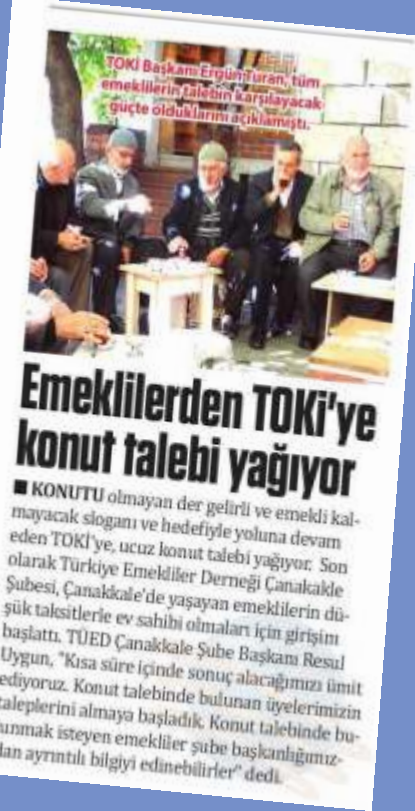 TOKİ Başkanı Ergün Turan, tüm
emeklilerin talebin karşılayacak
güçte olduklarını açıklamıştı.
Emeklilerden TOKİ'ye
konut talebi yağıyor
■ KONUTU olmayan der gelirli ve emekli kal-
mayacak sloganı ve hedefiyle yoluna devam
eden TOKİ'ye, ucuz konut talebi yağıyor. Son
olarak Türkiye Emekliler Derneği Çanakakle
Şubesi, Çanakkale'de yaşayan emeklilerin dü-
şük taksitlerle ev sahibi olmaları için girişim
başlattı. TÜED Çanakkale Şube Başkanı Resul
Uygun, "Kısa süre içinde sonuç alacağımızı ümit
ediyoruz. Konut talebinde bulunan üyelerimizin
taleplerini almaya başladık. Konut talebinde bu-
unmak isteyen emekliler şube başkanlığımız-
dan ayrıntılı bilgiyi edinebilirler" dedi.